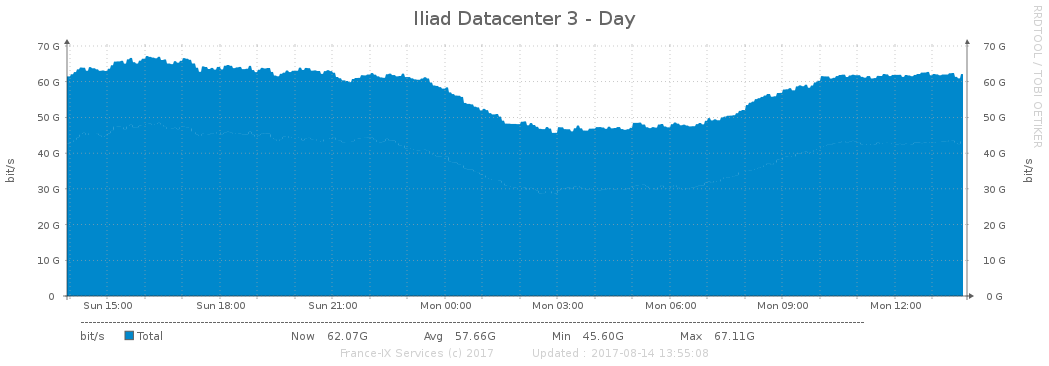 Iliad Datacenter 3 - Day
RRDTOOL / TOBI OETIKER
70 G 70 G
60 G 60 G
50 G 50 G
40 G 40 G
30 G 30 G
20 G 20 G
10 G 10 G
0 0 G
bit/s bit/s
Sun 15:00 Sun 18:00 Sun 21:00 Mon 00:00 Mon 03:00 Mon 06:00 Mon 09:00 Mon 12:00
bit/s Total Now 62.07G Avg 57.66G Min 45.60G Max 67.11G
France-IX Services (c) 2017 Updated : 2017-08-14 13:55:08